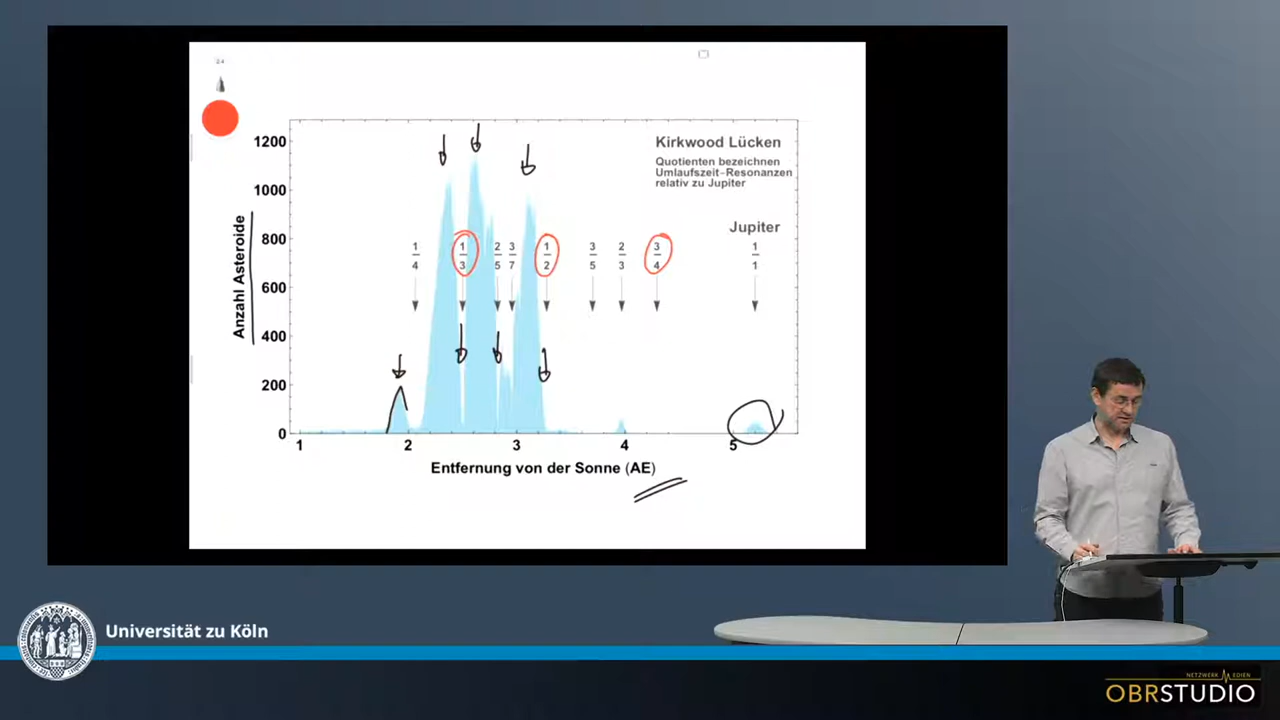 1200
1000
800
600
400
200
0
Anzahl Asteroide
Kirkwood Lücken
Quotienten bezeichnen
Umlaufszeit-Resonanzen
relativ zu Jupiter
Jupiter
1/4 1/3 2/5 3/7 1/2 3/5 2/3 3/4 1/1
1 2 3 4 5
Entfernung von der Sonne (AE)
Universität zu Köln
NETZWERK MEDIEN
OBRSTUDIO